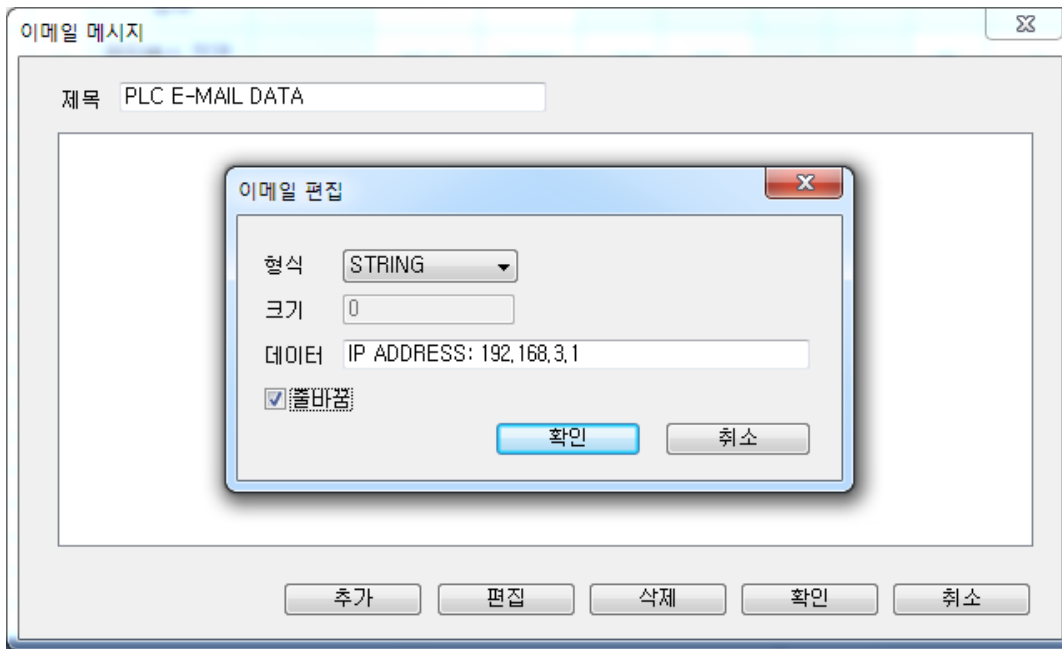 이메일 메시지
제목 PLC E-MAIL DATA
이메일 편집
형식 STRING
크기 0
데이터 IP ADDRESS: 192.168.3.1
줄바꿈
확인 취소
추가 편집 삭제 확인 취소